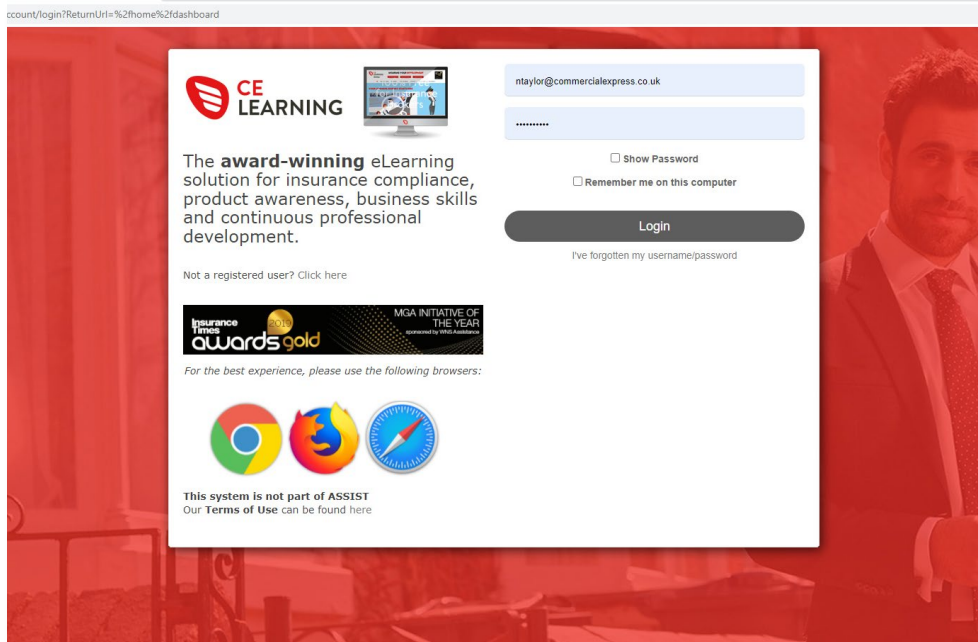 ccount/login?ReturnUrl=%2fhome%2fdashboard
CE
LEARNING
The award-winning eLearning
solution for insurance compliance,
product awareness, business skills
and continuous professional
development.
Not a registered user? Click here
Insurance
Times
awards gold
2019
MGA INITIATIVE OF
THE YEAR
sponsored by WNS Assistance
For the best experience, please use the following browsers:
This system is not part of ASSIST
Our Terms of Use can be found here
ntaylor@commercialexpress.co.uk
••••••••••
Show Password
Remember me on this computer
Login
I've forgotten my username/password